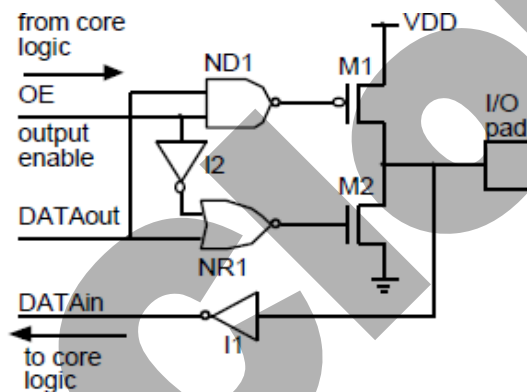 from core
logic
ND1
M1
VDD
OE
I/O
pad
output
enable
I2
M2
DATAout
NR1
DATAin
I1
to core
logic